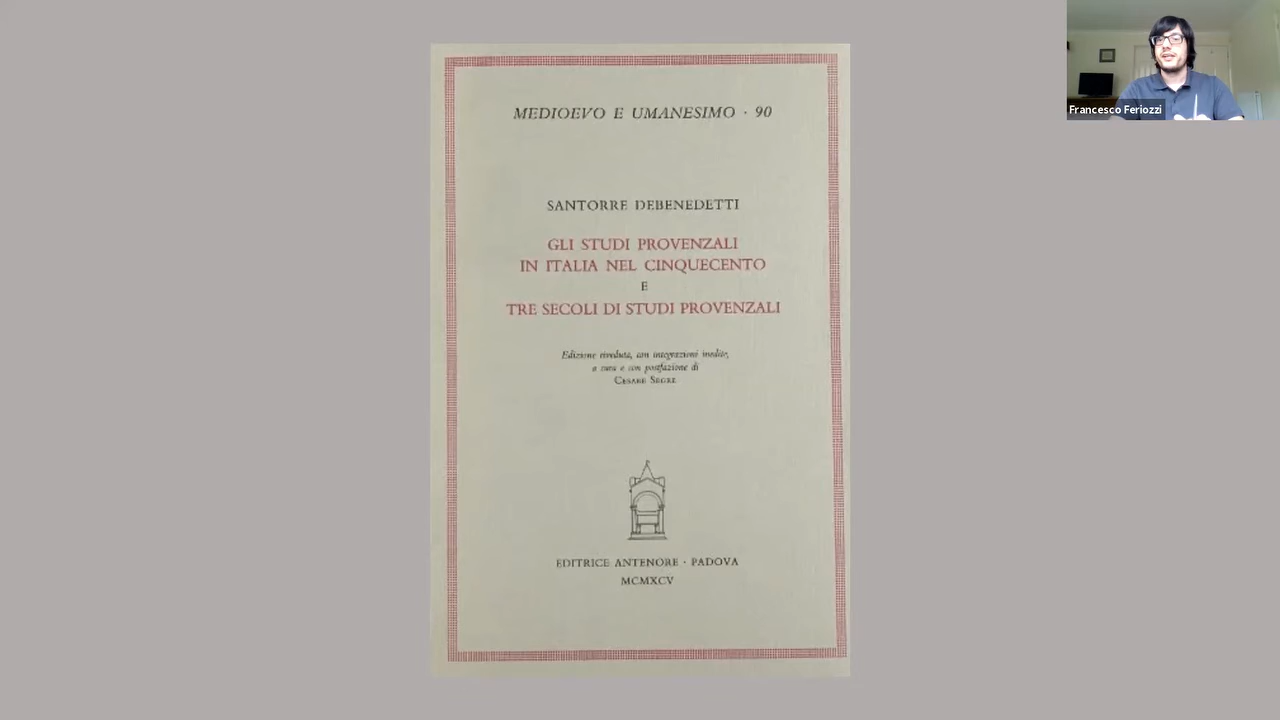 MEDIOEVO E UMANESIMO · 90
SANTORRE DEBENEDETTI
GLI STUDI PROVENZALI
IN ITALIA NEL CINQUECENTO
E
TRE SECOLI DI STUDI PROVENZALI
Edizione riveduta, con integrazioni inedite,
a cura e con postfazione di
CESARE SEGRE
EDITRICE ANTENORE · PADOVA
MCMXCV
Francesco Feriozzi